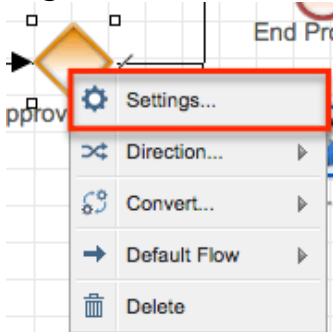 End Pro
pprov
Settings...
Direction...
Convert...
Default Flow
Delete